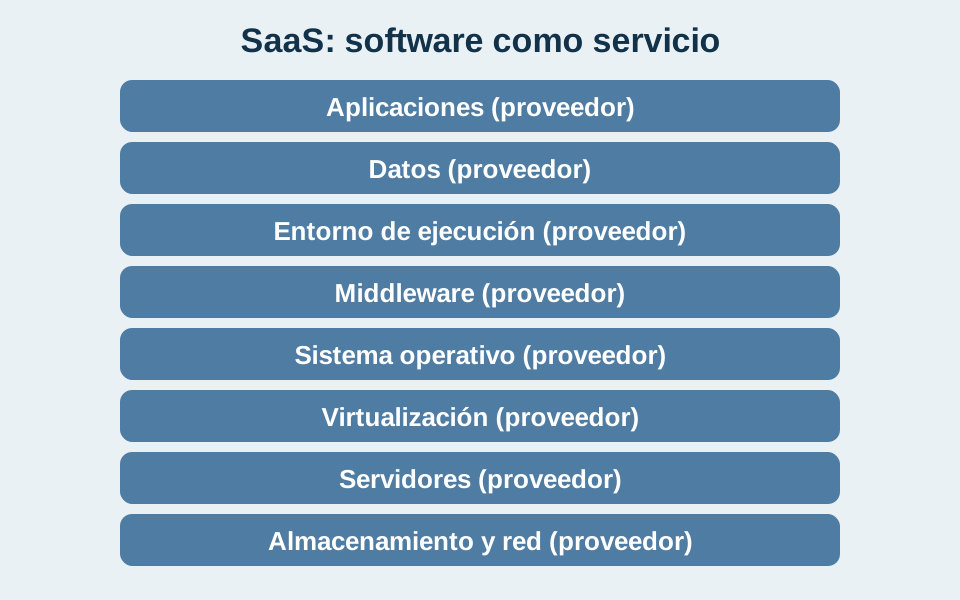 SaaS: software como servicio
Aplicaciones (proveedor)
Datos (proveedor)
Entorno de ejecución (proveedor)
Middleware (proveedor)
Sistema operativo (proveedor)
Virtualización (proveedor)
Servidores (proveedor)
Almacenamiento y red (proveedor)